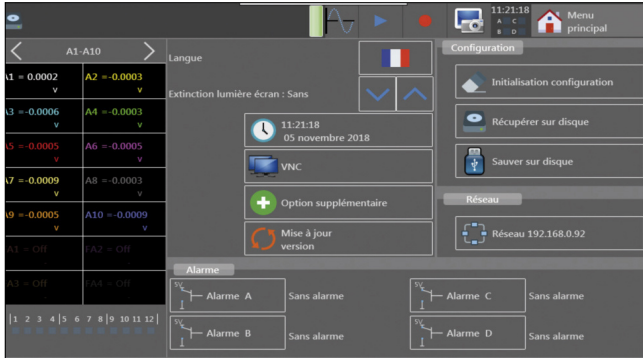 11:21:18
A C
B D
Menu
principal
A1-A10
A1 = 0.0002
V
A2 =-0.0003
V
A3 =-0.0006
V
A4 =-0.0003
V
A5 =-0.0005
V
A6 =-0.0005
V
A7 =-0.0009
V
A8 =-0.0003
V
A9 =-0.0005
V
A10 =-0.0009
V
FA1 = Off
FA2 = Off
FA3 = Off
FA4 = Off
1 2 3 4 5 6 7 8 9 10 11 12
Langue
Extinction lumière écran : Sans
11:21:18
05 novembre 2018
VNC
Option supplémentaire
Mise à jour
version
Configuration
Initialisation configuration
Récupérer sur disque
Sauver sur disque
Réseau
Réseau 192.168.0.92
Alarme
5V
Alarme A
Sans alarme
5V
Alarme C
Sans alarme
5V
Alarme B
Sans alarme
5V
Alarme D
Sans alarme